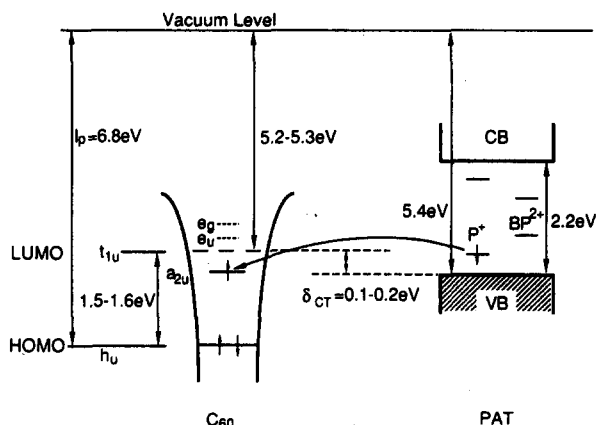 Vacuum Level
Ip=6.8eV
5.2-5.3eV
CB
5.4eV
P+
BP2+
2.2eV
eg
eu
LUMO
t1u
a2u
1.5-1.6eV
δCT=0.1-0.2eV
VB
HOMO
hu
C60
PAT